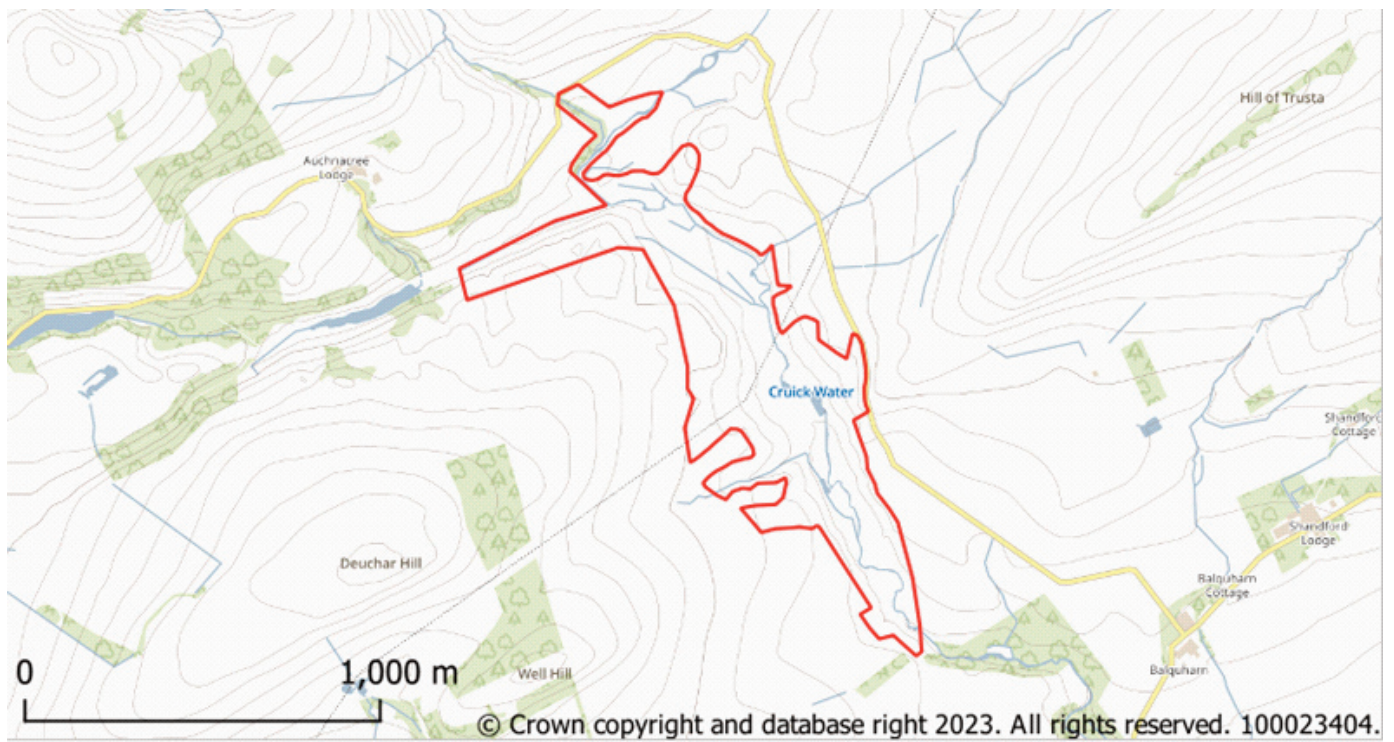 Hill of Trusta
Auchnacree
Lodge
Cruick Water
Shandford
Cottage
Shandford
Lodge
Deuchar Hill
Balquharn
Cottage
Well Hill
Balquharn
0
1,000 m
© Crown copyright and database right 2023. All rights reserved. 100023404.